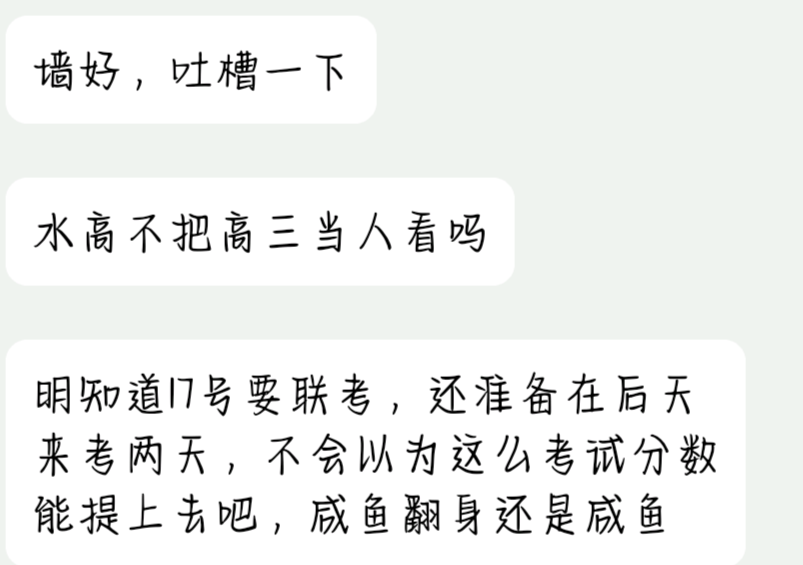 墙好，吐槽一下
水高不把高三当人看吗
明知道17号要联考，还准备在后天
来考两天，不会以为这么考试分数
能提上去吧，咸鱼翻身还是咸鱼